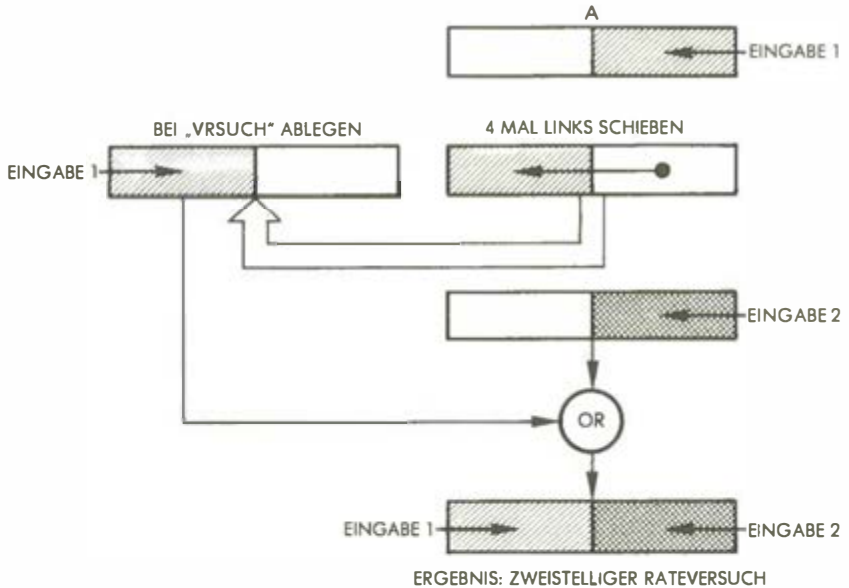 A
EINGABE 1
BEI „VRSUCH" ABLEGEN
4 MAL LINKS SCHIEBEN
EINGABE 1
EINGABE 2
OR
EINGABE 1
EINGABE 2
ERGEBNIS: ZWEISTELLIGER RATEVERSUCH